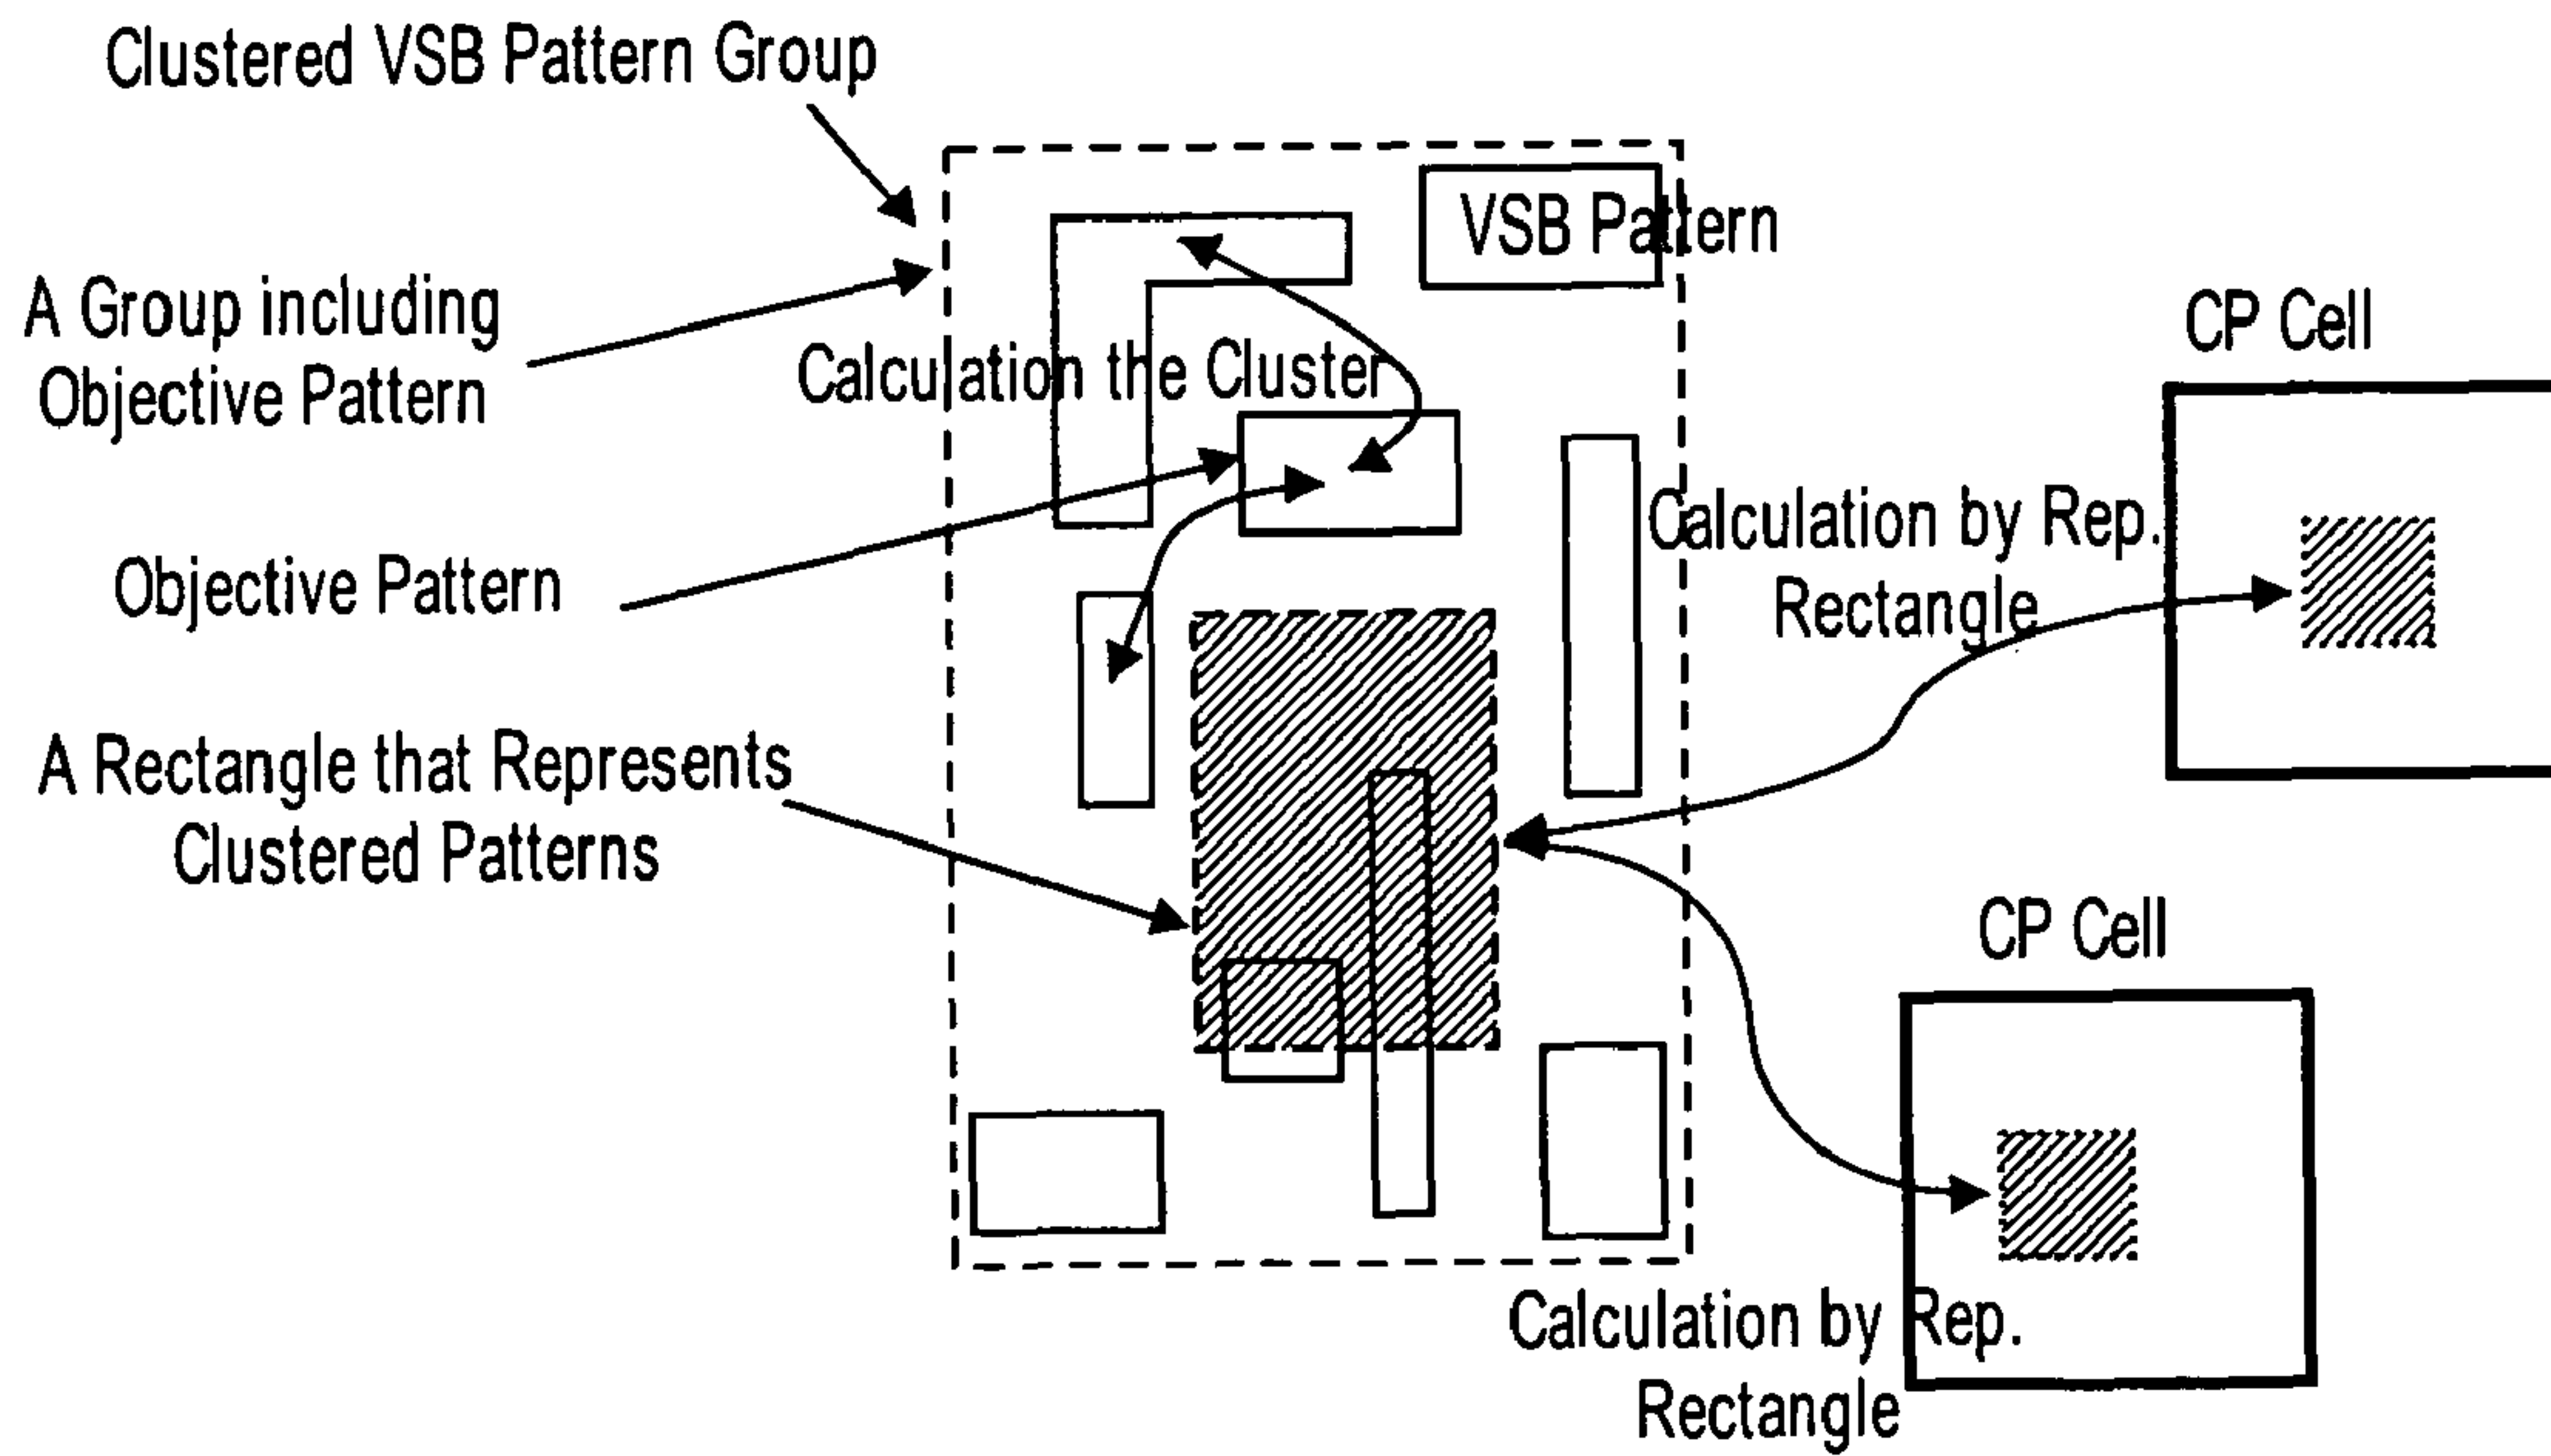 Clustered VSB Pattern Group
VSB Pattern
A Group including
Objective Pattern
CP Cell
Calculation the Cluster
Calculation by Rep.
Rectangle
Objective Pattern
A Rectangle that Represents
Clustered Patterns
CP Cell
Calculation by Rep.
Rectangle